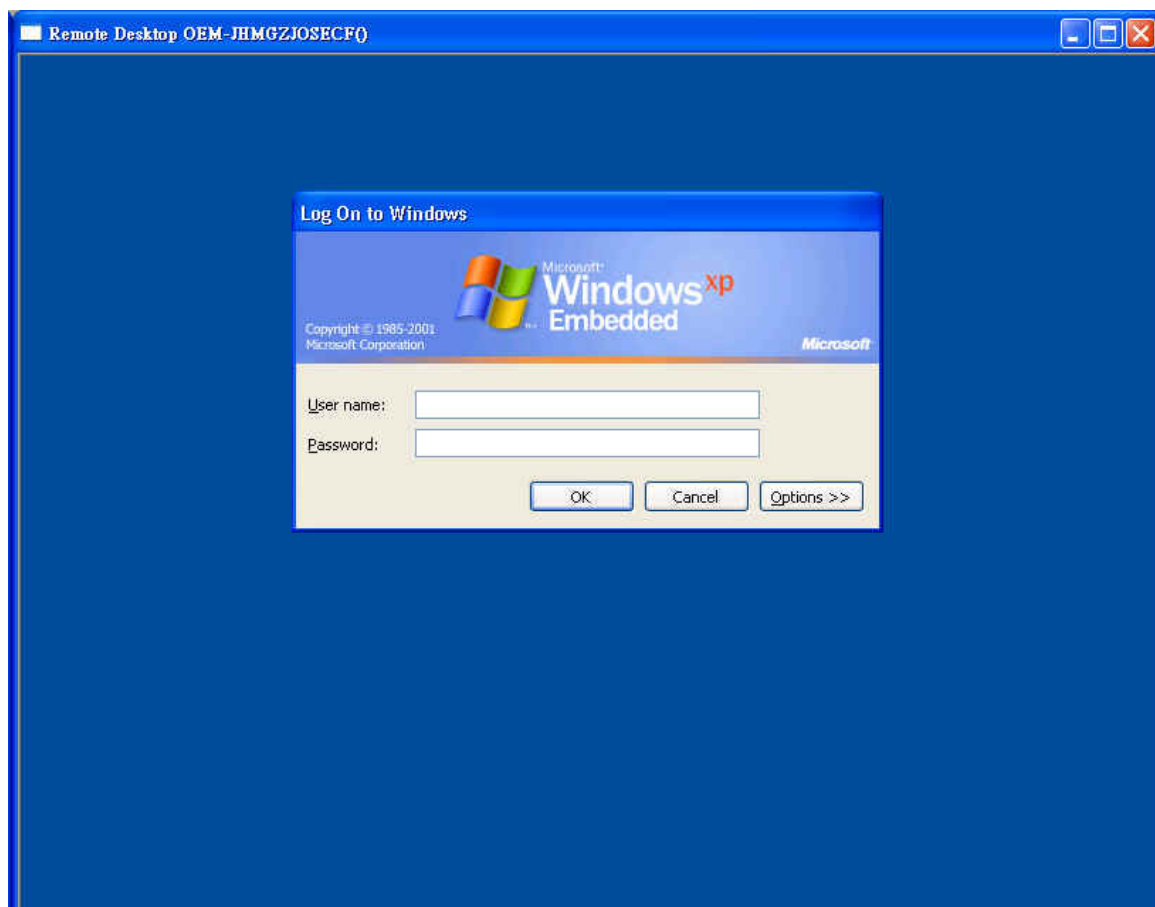 Remote Desktop OEM-JHMGZJOSECF()
Log On to Windows
Microsoft
Windows xp
Embedded
Copyright © 1985-2001
Microsoft Corporation
Microsoft
User name:
Password:
OK Cancel Options >>